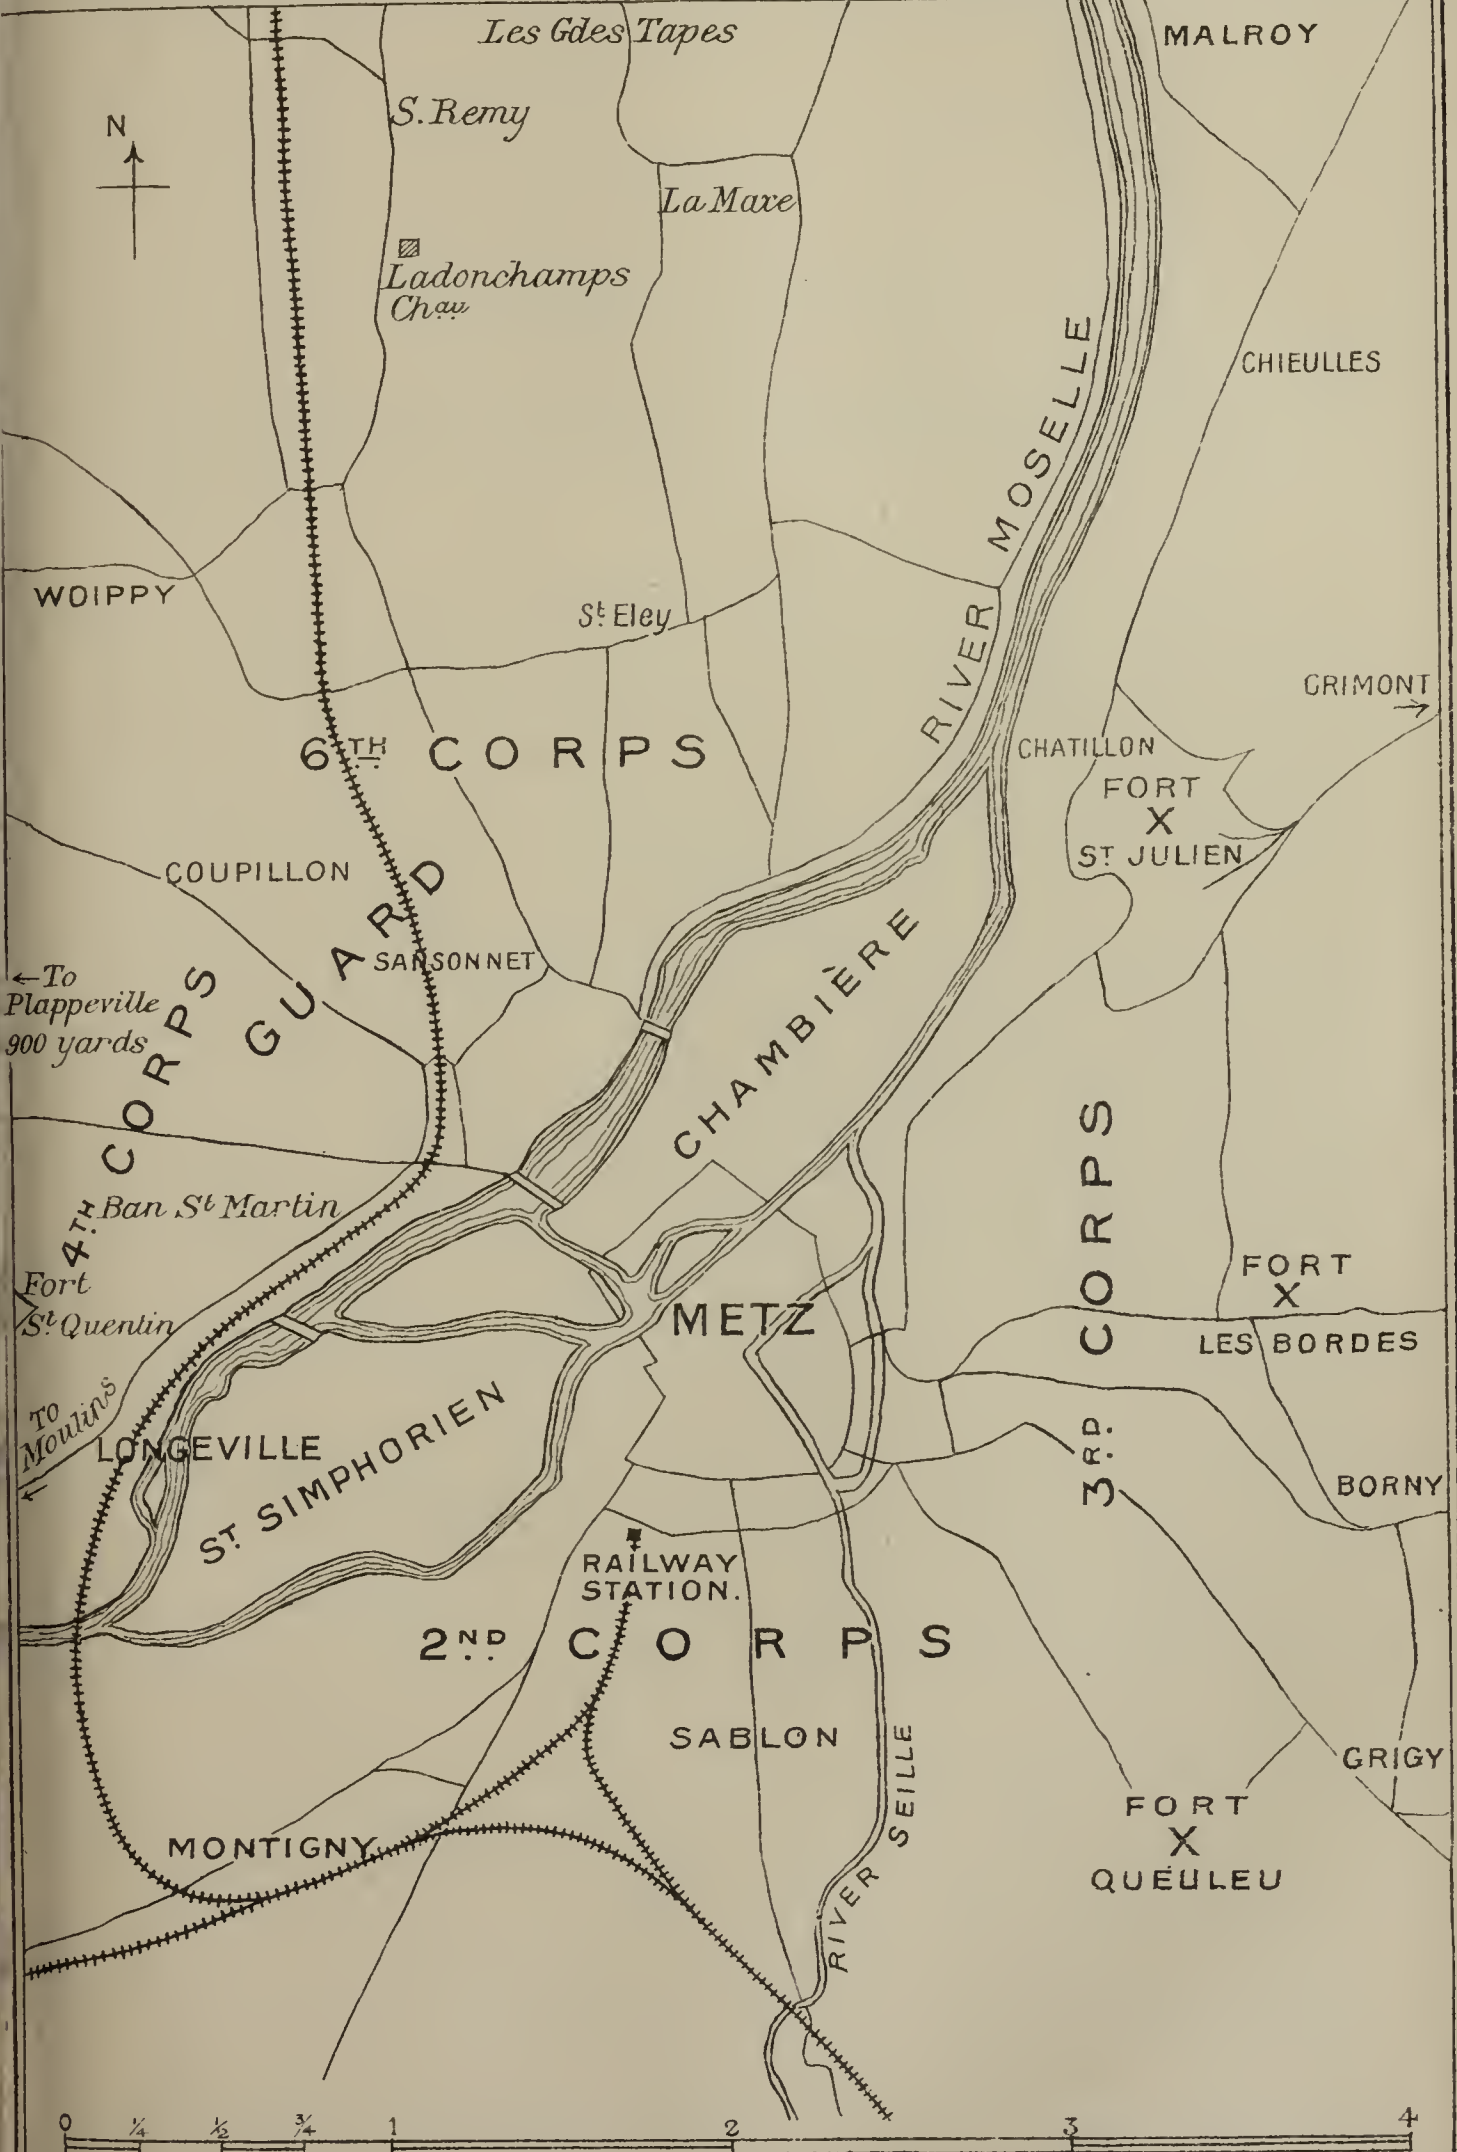 Les Gdes Tapes
MALROY
S. Remy
N
La Maxe
Ladonchamps
Chau
CHIEULLES
RIVER MOSELLE
WOIPPY
St. Eley
GRIMONT
6TH CORPS
CHATILLON
FORT
X
ST JULIEN
COUPILLON
GUARD
SANSONNET
←To
Plappeville
900 yards
4TH CORPS
CHAMBIÈRE
Ban St Martin
3RD CORPS
Fort
St. Quentin
FORT
X
LES BORDES
METZ
To
Moulins
LONGEVILLE
ST SIMPHORIEN
BORNY
RAILWAY
STATION.
2ND CORPS
SABLON
RIVER SEILLE
GRIGY
MONTIGNY
FORT
X
QUEULEU
0 1/4 1/2 3/4 1 2 3 4